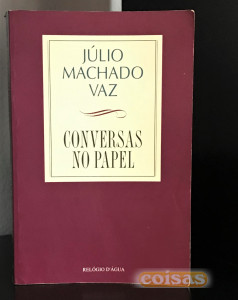 JÚLIO
MACHADO
VAZ
CONVERSAS
NO PAPEL
RELÓGIO D'ÁGUA
coisas